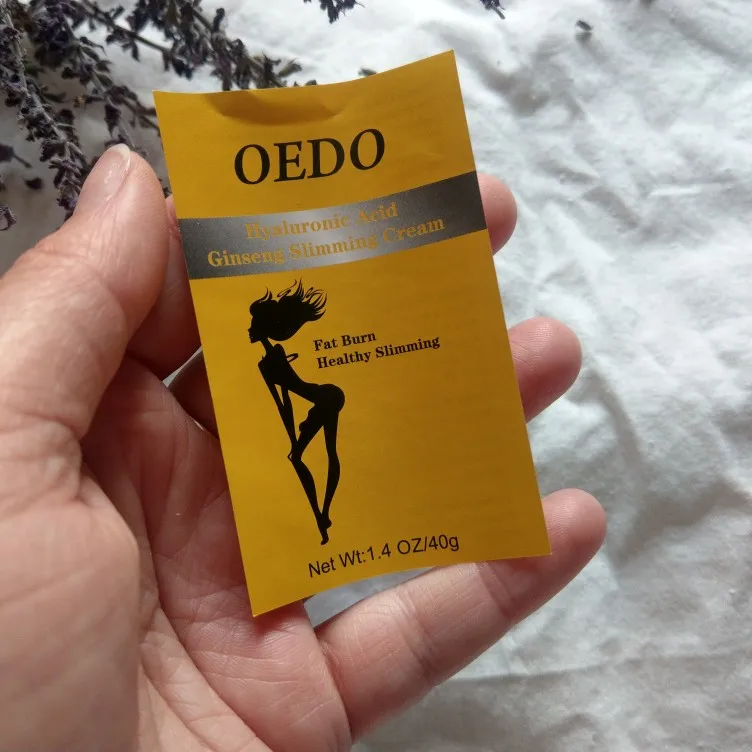 OEDO
Hyaluronic Acid
Ginseng Slimming Cream
Fat Burn
Healthy Slimming
Net Wt:1.4 OZ/40g